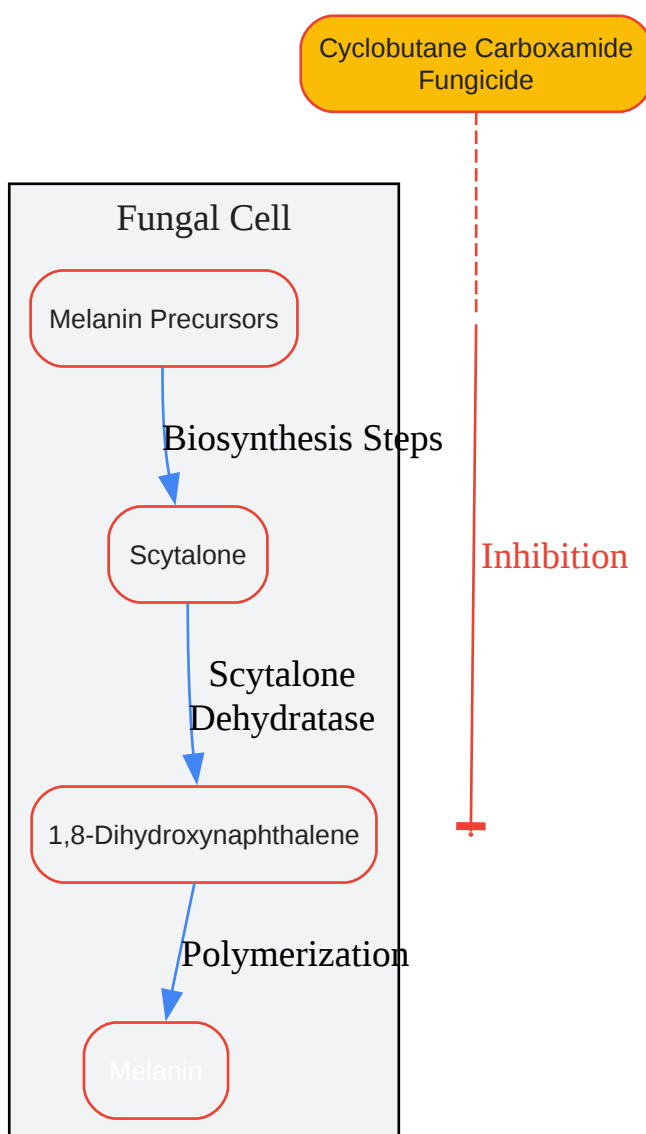 Cyclobutane Carboxamide
Fungicide
Fungal Cell
Melanin Precursors
Biosynthesis Steps
Scytalone
Inhibition
Scytalone
Dehydratase
1,8-Dihydroxynaphthalene
Polymerization
Melanin